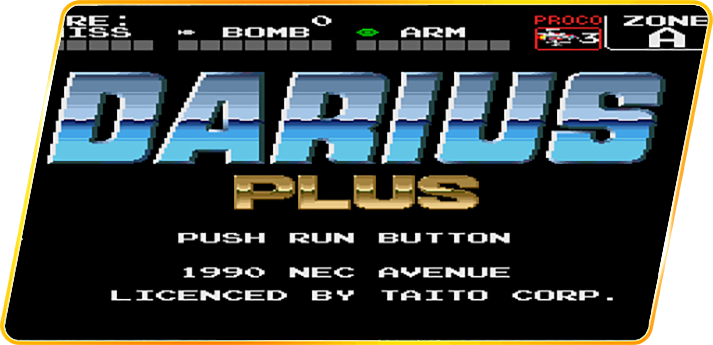 RE: 0 PROCO ZONE
ISS BOMB ARM 3 A
DARIUS
PLUS
PUSH RUN BUTTON
1990 NEC AVENUE
LICENCED BY TAITO CORP.